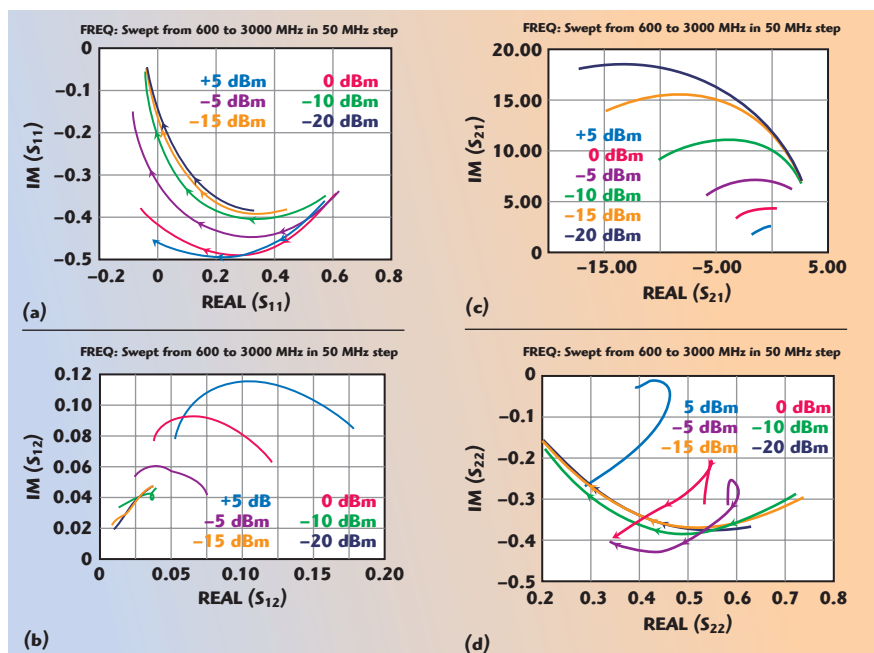 FREQ: Swept from 600 to 3000 MHz in 50 MHz step
0
−0.1
−0.2
−0.3
−0.4
−0.5
IM (S11)
+5 dBm 0 dBm
−5 dBm −10 dBm
−15 dBm −20 dBm
−0.2 0 0.2 0.4 0.6 0.8
REAL (S11)
(a)
FREQ: Swept from 600 to 3000 MHz in 50 MHz step
20.00
15.00
10.00
5.00
0
IM (S21)
+5 dBm
0 dBm
−5 dBm
−10 dBm
−15 dBm
−20 dBm
−15.00 −5.00 5.00
REAL (S21)
(c)
FREQ: Swept from 600 to 3000 MHz in 50 MHz step
0.12
0.10
0.08
0.06
0.04
0.02
0
IM (S12)
+5 dB 0 dBm
−5 dBm −10 dBm
−15 dBm −20 dBm
0 0.05 0.10 0.15 0.20
REAL (S12)
(b)
FREQ: Swept from 600 to 3000 MHz in 50 MHz step
0
−0.1
−0.2
−0.3
−0.4
−0.5
IM (S22)
5 dBm 0 dBm
−5 dBm −10 dBm
−15 dBm −20 dBm
0.2 0.3 0.4 0.5 0.6 0.7 0.8
REAL (S22)
(d)